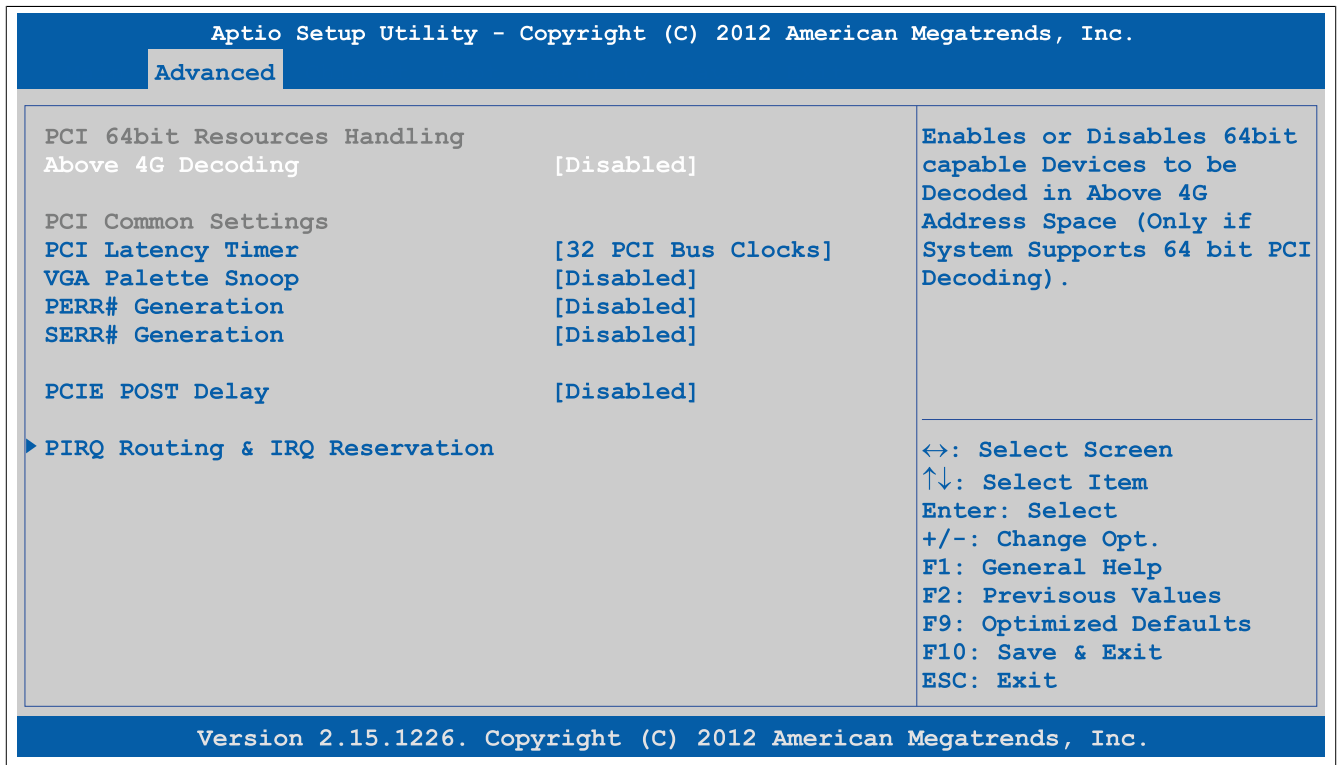 Aptio Setup Utility - Copyright (C) 2012 American Megatrends, Inc.
Advanced
PCI 64bit Resources Handling
Above 4G Decoding [Disabled]
PCI Common Settings
PCI Latency Timer [32 PCI Bus Clocks]
VGA Palette Snoop [Disabled]
PERR# Generation [Disabled]
SERR# Generation [Disabled]
PCIE POST Delay [Disabled]
PIRQ Routing & IRQ Reservation
Enables or Disables 64bit
capable Devices to be
Decoded in Above 4G
Address Space (Only if
System Supports 64 bit PCI
Decoding).
↔: Select Screen
↑↓: Select Item
Enter: Select
+/-: Change Opt.
F1: General Help
F2: Previsous Values
F9: Optimized Defaults
F10: Save & Exit
ESC: Exit
Version 2.15.1226. Copyright (C) 2012 American Megatrends, Inc.